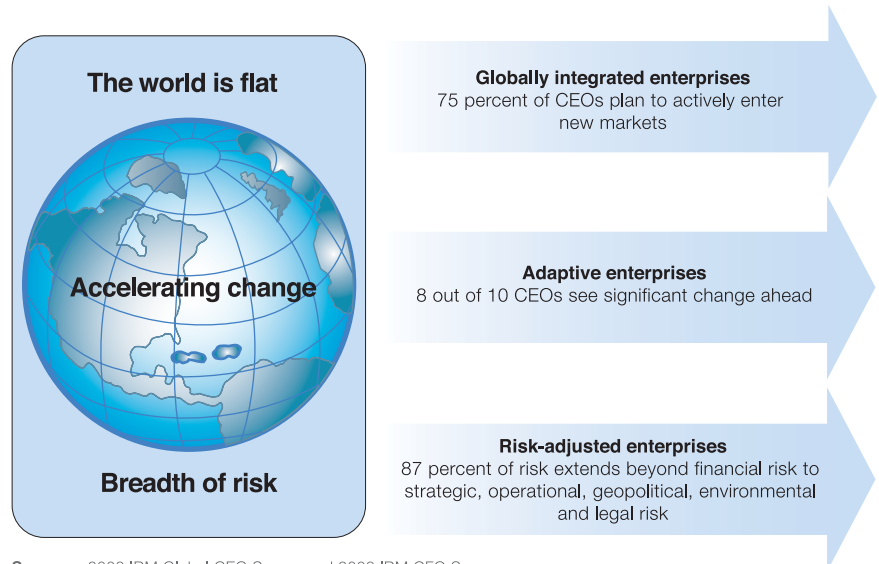 The world is flat
Accelerating change
Breadth of risk
Globally integrated enterprises
75 percent of CEOs plan to actively enter
new markets
Adaptive enterprises
8 out of 10 CEOs see significant change ahead
Risk-adjusted enterprises
87 percent of risk extends beyond financial risk to
strategic, operational, geopolitical, environmental
and legal risk